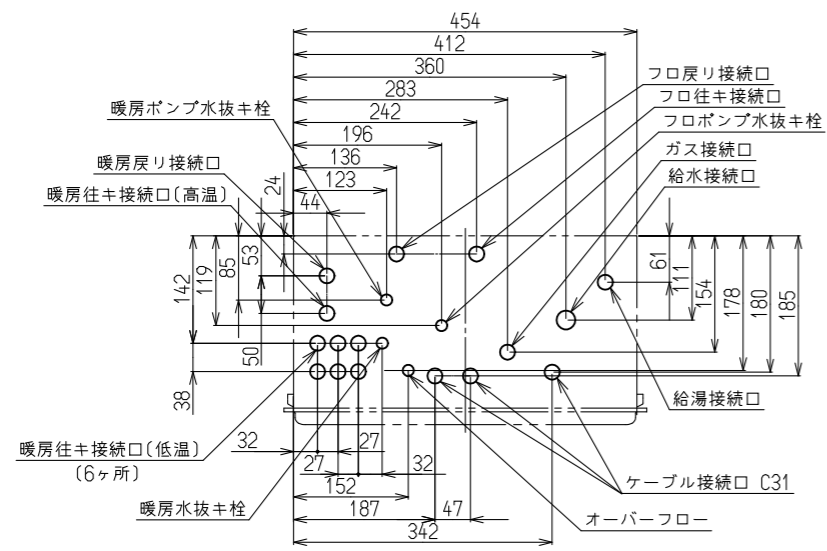 454
412
360
283
242
196
136
123
44
24
フロ戻リ接続口
フロ往キ接続口
フロポンプ水抜キ栓
ガス接続口
給水接続口
暖房ポンプ水抜キ栓
暖房戻リ接続口
暖房往キ接続口(高温)
142
119
85
53
50
38
61
111
154
178
180
185
給湯接続口
暖房往キ接続口(低温)
(6ヶ所)
32
27
27
32
152
187
47
342
暖房水抜キ栓
ケーブル接続口 C31
オーバーフロー